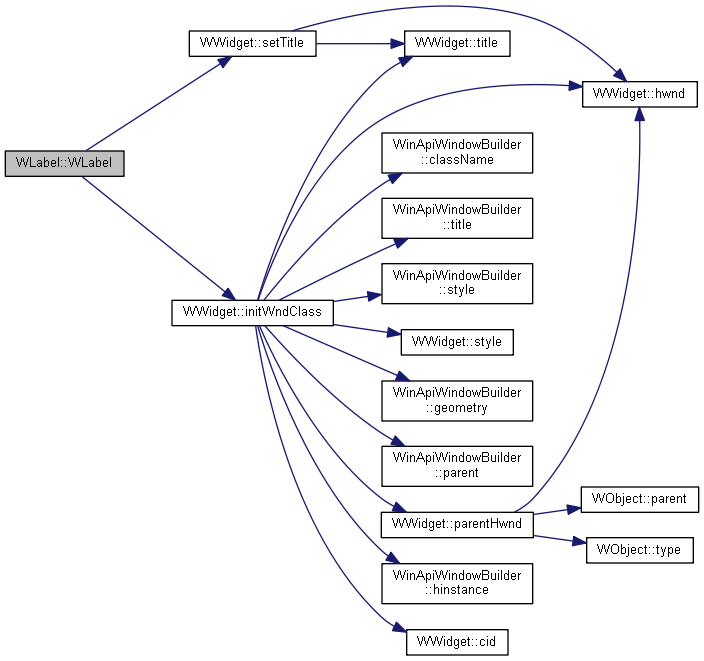 WWidget::setTitle
WWidget::title
WWidget::hwnd
WLabel::WLabel
WinApiWindowBuilder
::className
WinApiWindowBuilder
::title
WinApiWindowBuilder
::style
WWidget::initWndClass
WWidget::style
WinApiWindowBuilder
::geometry
WinApiWindowBuilder
::parent
WObject::parent
WWidget::parentHwnd
WObject::type
WinApiWindowBuilder
::hinstance
WWidget::cid